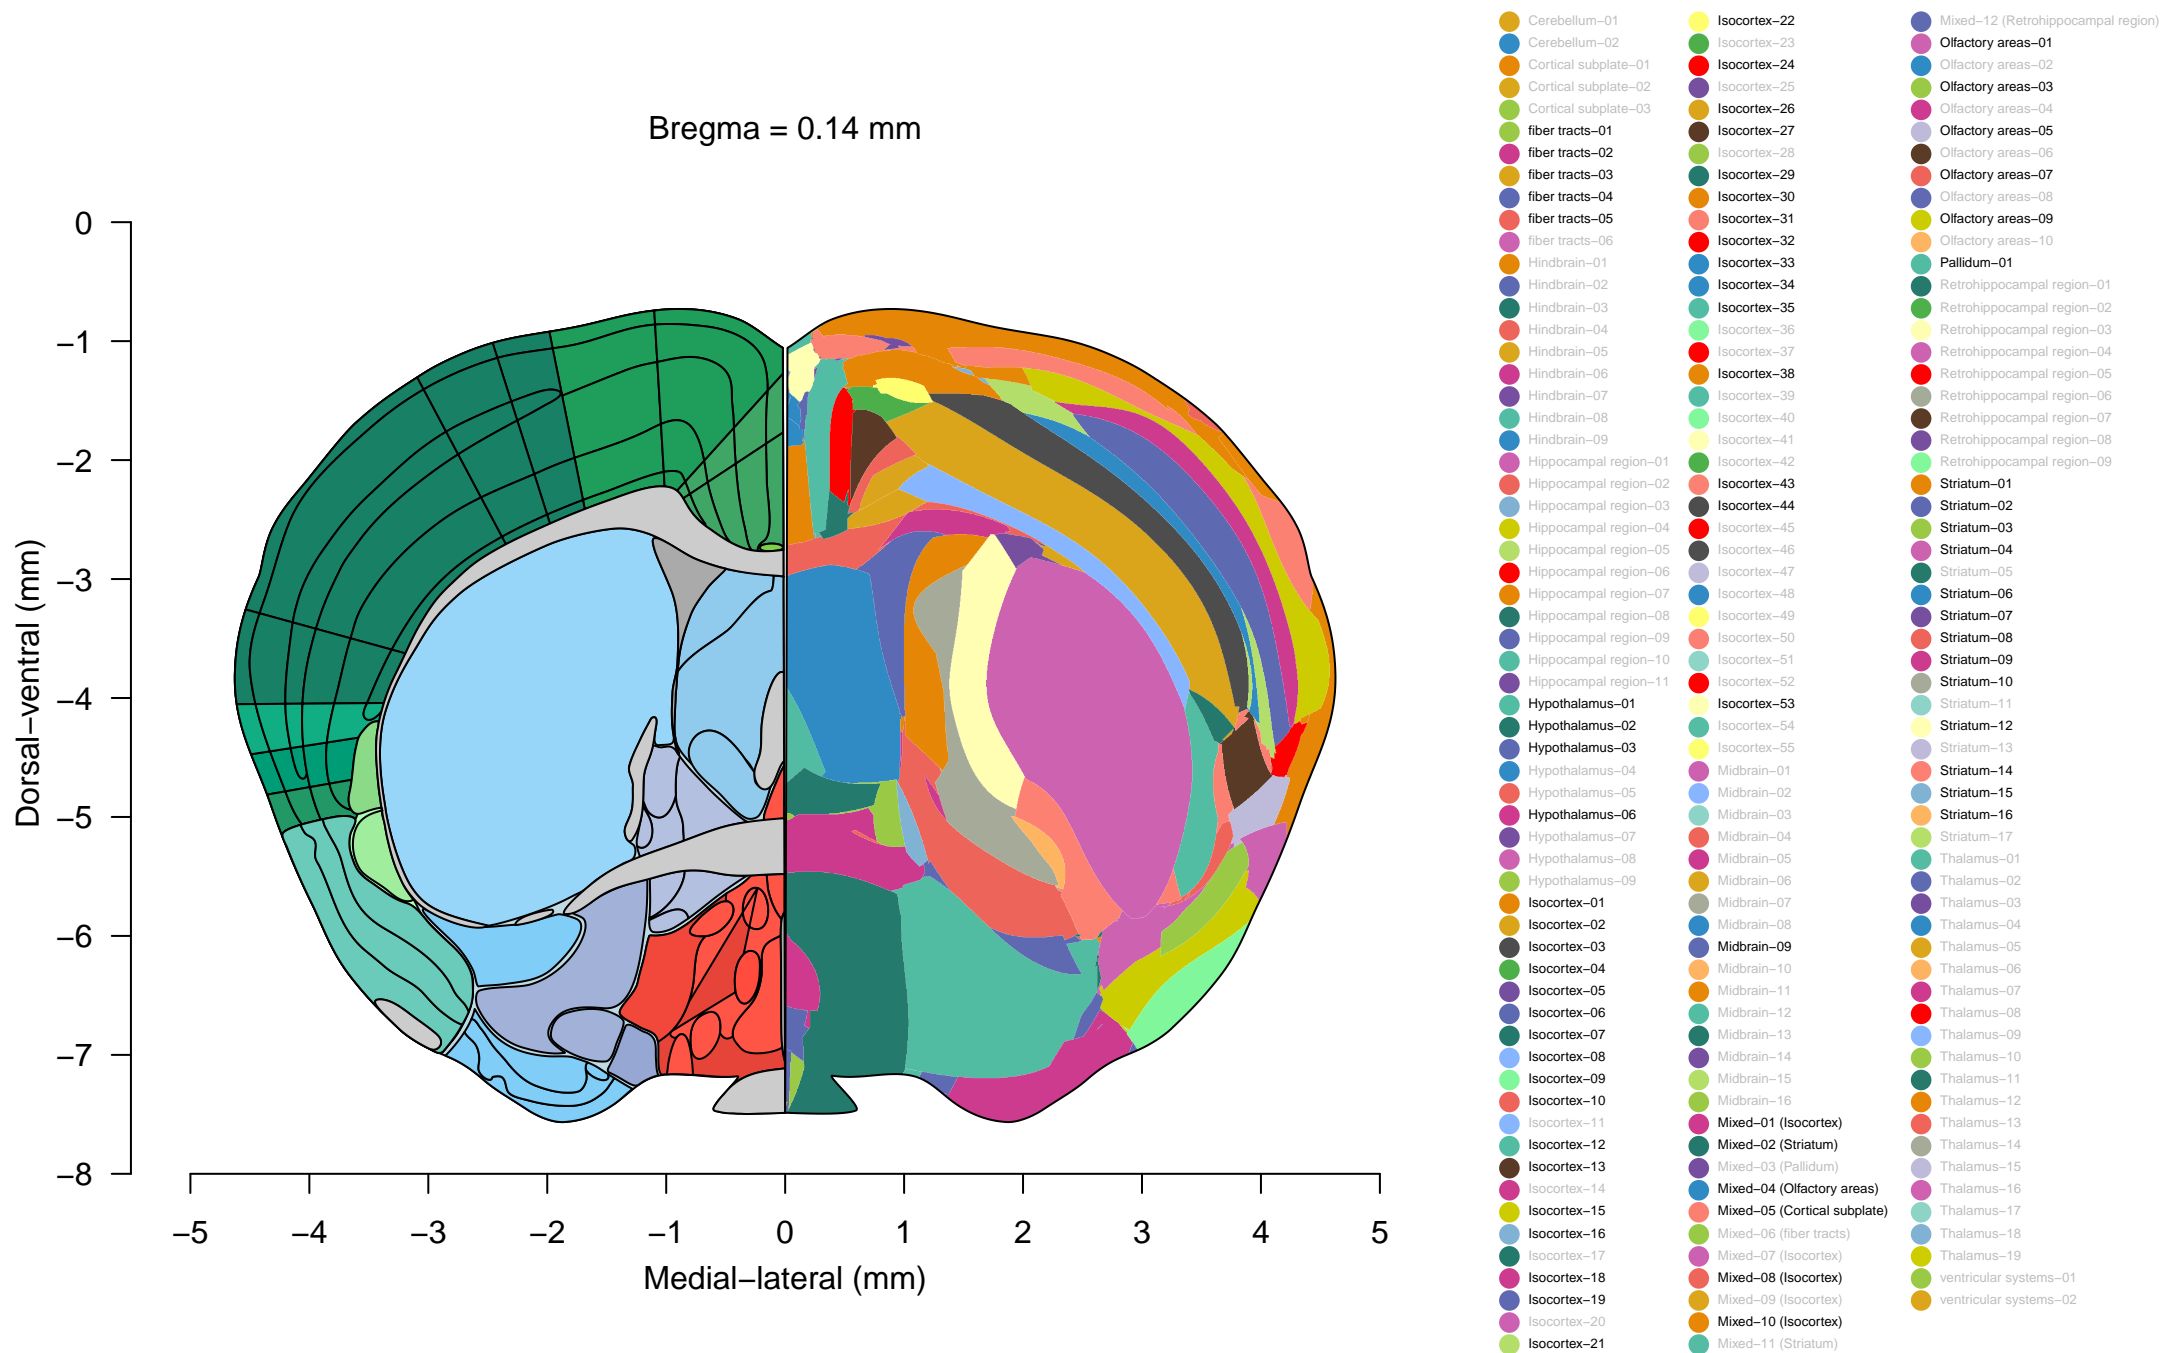 Bregma = 0.14 mm
Dorsal–ventral (mm)
0
−1
−2
−3
−4
−5
−6
−7
−8
−5
−4
−3
−2
−1
0
1
2
3
4
5
Medial–lateral (mm)
Cerebellum−01
Cerebellum−02
Cortical subplate−01
Cortical subplate−02
Cortical subplate−03
fiber tracts−01
fiber tracts−02
fiber tracts−03
fiber tracts−04
fiber tracts−05
fiber tracts−06
Hindbrain−01
Hindbrain−02
Hindbrain−03
Hindbrain−04
Hindbrain−05
Hindbrain−06
Hindbrain−07
Hindbrain−08
Hindbrain−09
Hippocampal region−01
Hippocampal region−02
Hippocampal region−03
Hippocampal region−04
Hippocampal region−05
Hippocampal region−06
Hippocampal region−07
Hippocampal region−08
Hippocampal region−09
Hippocampal region−10
Hippocampal region−11
Hypothalamus−01
Hypothalamus−02
Hypothalamus−03
Hypothalamus−04
Hypothalamus−05
Hypothalamus−06
Hypothalamus−07
Hypothalamus−08
Hypothalamus−09
Isocortex−01
Isocortex−02
Isocortex−03
Isocortex−04
Isocortex−05
Isocortex−06
Isocortex−07
Isocortex−08
Isocortex−09
Isocortex−10
Isocortex−11
Isocortex−12
Isocortex−13
Isocortex−14
Isocortex−15
Isocortex−16
Isocortex−17
Isocortex−18
Isocortex−19
Isocortex−20
Isocortex−21
Isocortex−22
Isocortex−23
Isocortex−24
Isocortex−25
Isocortex−26
Isocortex−27
Isocortex−28
Isocortex−29
Isocortex−30
Isocortex−31
Isocortex−32
Isocortex−33
Isocortex−34
Isocortex−35
Isocortex−36
Isocortex−37
Isocortex−38
Isocortex−39
Isocortex−40
Isocortex−41
Isocortex−42
Isocortex−43
Isocortex−44
Isocortex−45
Isocortex−46
Isocortex−47
Isocortex−48
Isocortex−49
Isocortex−50
Isocortex−51
Isocortex−52
Isocortex−53
Isocortex−54
Isocortex−55
Midbrain−01
Midbrain−02
Midbrain−03
Midbrain−04
Midbrain−05
Midbrain−06
Midbrain−07
Midbrain−08
Midbrain−09
Midbrain−10
Midbrain−11
Midbrain−12
Midbrain−13
Midbrain−14
Midbrain−15
Midbrain−16
Mixed−01 (Isocortex)
Mixed−02 (Striatum)
Mixed−03 (Pallidum)
Mixed−04 (Olfactory areas)
Mixed−05 (Cortical subplate)
Mixed−06 (fiber tracts)
Mixed−07 (Isocortex)
Mixed−08 (Isocortex)
Mixed−09 (Isocortex)
Mixed−10 (Isocortex)
Mixed−11 (Striatum)
Mixed−12 (Retrohippocampal region)
Olfactory areas−01
Olfactory areas−02
Olfactory areas−03
Olfactory areas−04
Olfactory areas−05
Olfactory areas−06
Olfactory areas−07
Olfactory areas−08
Olfactory areas−09
Olfactory areas−10
Pallidum−01
Retrohippocampal region−01
Retrohippocampal region−02
Retrohippocampal region−03
Retrohippocampal region−04
Retrohippocampal region−05
Retrohippocampal region−06
Retrohippocampal region−07
Retrohippocampal region−08
Retrohippocampal region−09
Striatum−01
Striatum−02
Striatum−03
Striatum−04
Striatum−05
Striatum−06
Striatum−07
Striatum−08
Striatum−09
Striatum−10
Striatum−11
Striatum−12
Striatum−13
Striatum−14
Striatum−15
Striatum−16
Striatum−17
Thalamus−01
Thalamus−02
Thalamus−03
Thalamus−04
Thalamus−05
Thalamus−06
Thalamus−07
Thalamus−08
Thalamus−09
Thalamus−10
Thalamus−11
Thalamus−12
Thalamus−13
Thalamus−14
Thalamus−15
Thalamus−16
Thalamus−17
Thalamus−18
Thalamus−19
ventricular systems−01
ventricular systems−02